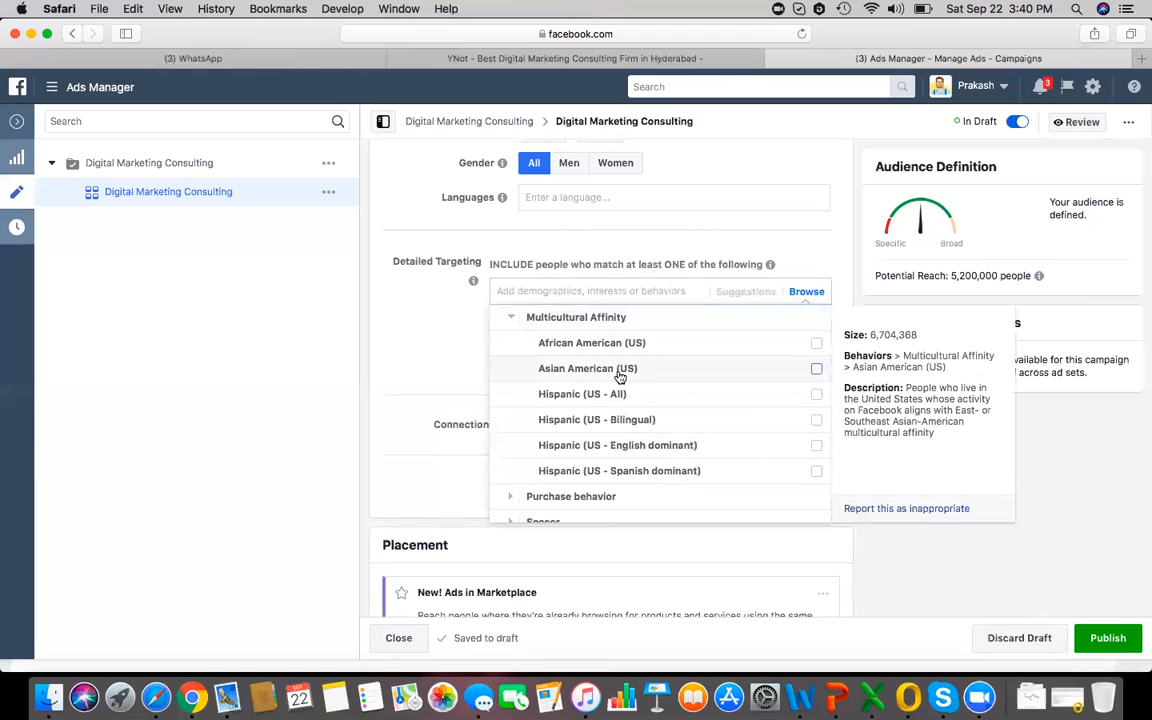 Safari File Edit View History Bookmarks Develop Window Help
Sat Sep 22 3:40 PM
facebook.com
(3) WhatsApp
YNot - Best Digital Marketing Consulting Firm in Hyderabad -
(3) Ads Manager - Manage Ads - Campaigns
Ads Manager
Search
Prakash
3
Search
Digital Marketing Consulting
Digital Marketing Consulting
Digital Marketing Consulting > Digital Marketing Consulting
In Draft
Review
Gender
All Men Women
Languages
Enter a language...
Detailed Targeting
INCLUDE people who match at least ONE of the following
Add demographics, interests or behaviors
Suggestions
Browse
Multicultural Affinity
African American (US)
Asian American (US)
Hispanic (US - All)
Hispanic (US - Bilingual)
Hispanic (US - English dominant)
Hispanic (US - Spanish dominant)
Purchase behavior
Soccer
Connection
Size: 6,704,368
Behaviors > Multicultural Affinity
> Asian American (US)
Description: People who live in
the United States whose activity
on Facebook aligns with East- or
Southeast Asian-American
multicultural affinity
Report this as inappropriate
Audience Definition
Specific
Broad
Your audience is
defined.
Potential Reach: 5,200,000 people
s
vailable for this campaign
across ad sets.
Placement
New! Ads in Marketplace
Reach people where they're already browsing for products and services using the same
Close
Saved to draft
Discard Draft
Publish
SEP
22